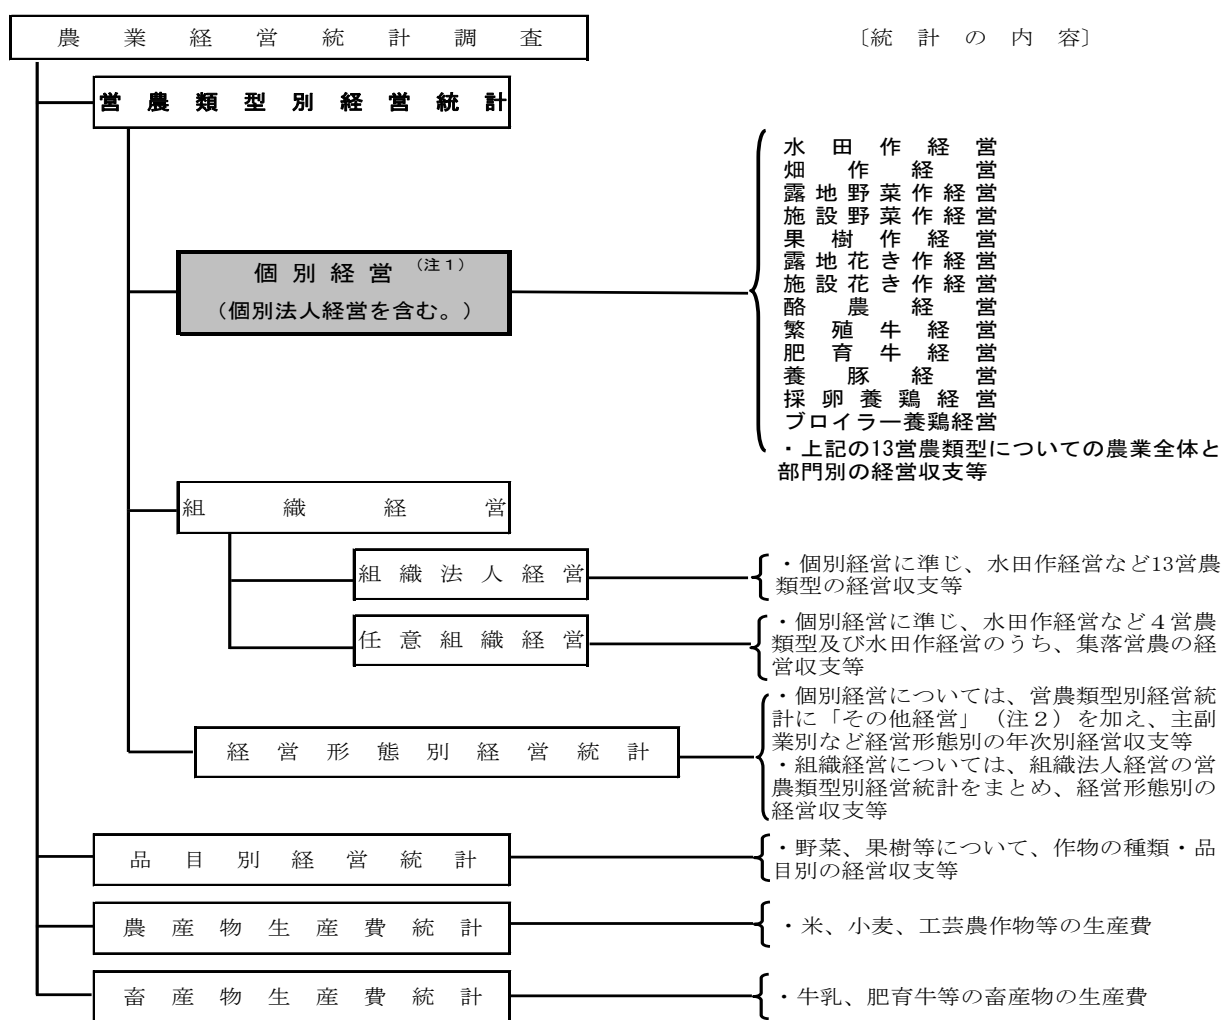 農業経営統計調査
〔統計の内容〕
営農類型別経営統計
水田作経営
畑作経営
露地野菜作経営
施設野菜作経営
果樹作経営
露地花き作経営
施設花き作経営
酪農経営
繁殖牛経営
肥育牛経営
養豚経営
採卵養鶏経営
ブロイラー養鶏経営
・上記の13営農類型についての農業全体と
部門別の経営収支等
個別経営（注１）
（個別法人経営を含む。）
組織経営
組織法人経営
・個別経営に準じ、水田作経営など13営農
類型の経営収支等
任意組織経営
・個別経営に準じ、水田作経営など４営農
類型及び水田作経営のうち、集落営農の経
営収支等
経営形態別経営統計
・個別経営については、営農類型別経営統
計に「その他経営」（注２）を加え、主副
業別など経営形態別の年次別経営収支等
・組織経営については、組織法人経営の営
農類型別経営統計をまとめ、経営形態別の
経営収支等
品目別経営統計
・野菜、果樹等について、作物の種類・品
目別の経営収支等
農産物生産費統計
・米、小麦、工芸農作物等の生産費
畜産物生産費統計
・牛乳、肥育牛等の畜産物の生産費